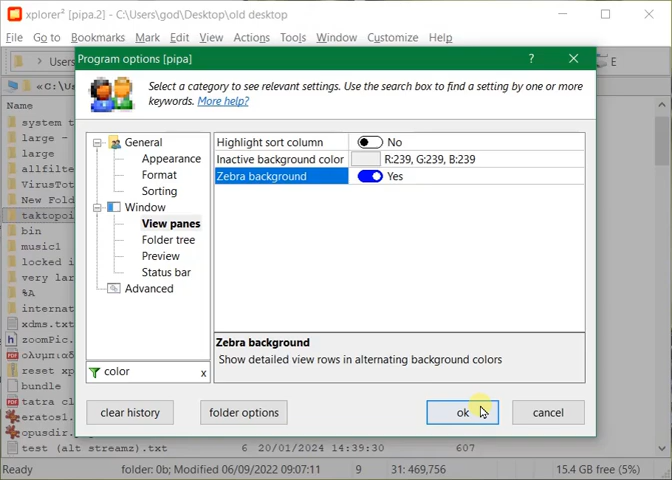 xplorer² [pipa.2] - C:\Users\god\Desktop\old desktop
File Go to Bookmarks Mark Edit View Actions Tools Window Customize Help
Program options [pipa] ?
Users
E
Select a category to see relevant settings. Use the search box to find a setting by one or more
keywords. More help?
«C:\U
Name
system t
large -
large
allfilte
VirusTot
New Fold
taktopoi
bin
music1
locked i
very lar
%A
internat
xdms.txt
zoomPic.
ολυμπιαδ
reset xp
bundle
tatra cl
eratos1.
opusdir.
test (alt streamz).txt 6 20/01/2024 14:39:30 607
General
Appearance
Format
Sorting
Window
View panes
Folder tree
Preview
Status bar
Advanced
color x
Highlight sort column No
Inactive background color R:239, G:239, B:239
Zebra background Yes
Zebra background
Show detailed view rows in alternating background colors
clear history folder options ok cancel
Ready folder: 0b; Modified 06/09/2022 09:07:11 9 31: 469,756 15.4 GB free (5%)